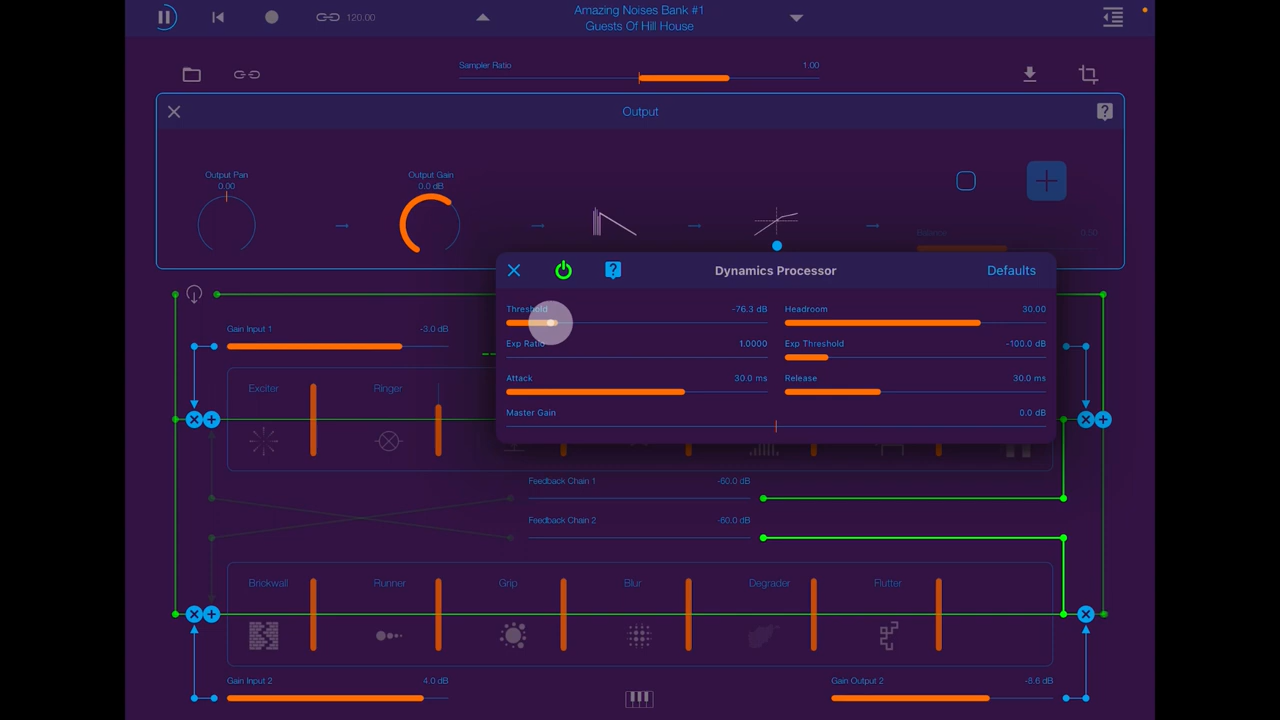 120.00
Amazing Noises Bank #1
Guests Of Hill House
Sampler Ratio 1.00
Output
Output Pan
0.00
Output Gain
0.0 dB
Balance 0.00
Dynamics Processor
Defaults
Threshold -76.3 dB
Headroom 30.00
Exp Ratio 1.0000
Exp Threshold -100.0 dB
Attack 30.0 ms
Release 30.0 ms
Master Gain 0.0 dB
Gain Input 1 -3.0 dB
Exciter
Ringer
Feedback Chain 1 -60.0 dB
Feedback Chain 2 -60.0 dB
Brickwall
Runner
Grip
Blur
Degrader
Flutter
Gain Input 2 4.0 dB
Gain Output 2 -8.6 dB